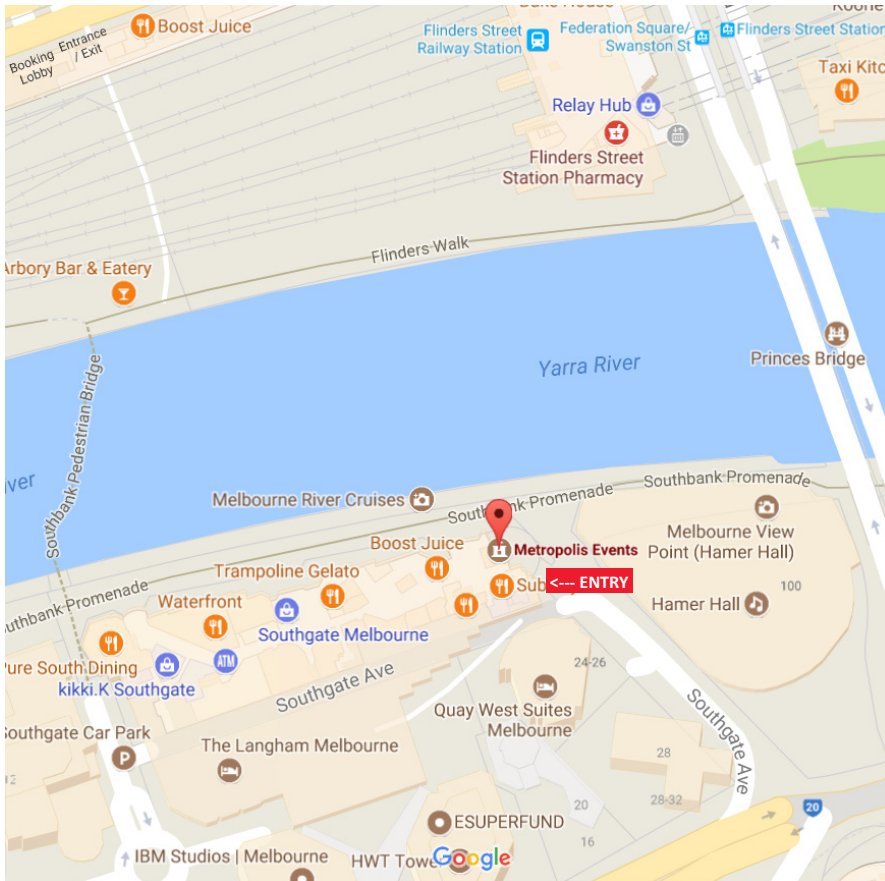 Boost Juice
Booking Entrance
Lobby / Exit
Flinders Street
Railway Station
Federation Square/
Swanston St
Flinders Street Station
Taxi Kitc
Relay Hub
Flinders Street
Station Pharmacy
Flinders Walk
Arbory Bar & Eatery
Yarra River
Princes Bridge
Southbank Pedestrian Bridge
ver
Melbourne River Cruises
Southbank Promenade
Southbank Promenade
Melbourne View
Point (Hamer Hall)
Boost Juice
Metropolis Events
<--- ENTRY
Sub
Trampoline Gelato
100
Hamer Hall
Waterfront
outhbank Promenade
Southgate Melbourne
Pure South Dining
ATM
kikki.K Southgate
Southgate Ave
24-26
Quay West Suites
Melbourne
Southgate Ave
Southgate Car Park
P
The Langham Melbourne
28
28-32
20
20
16
ESUPERFUND
IBM Studios | Melbourne
HWT Tower
Google